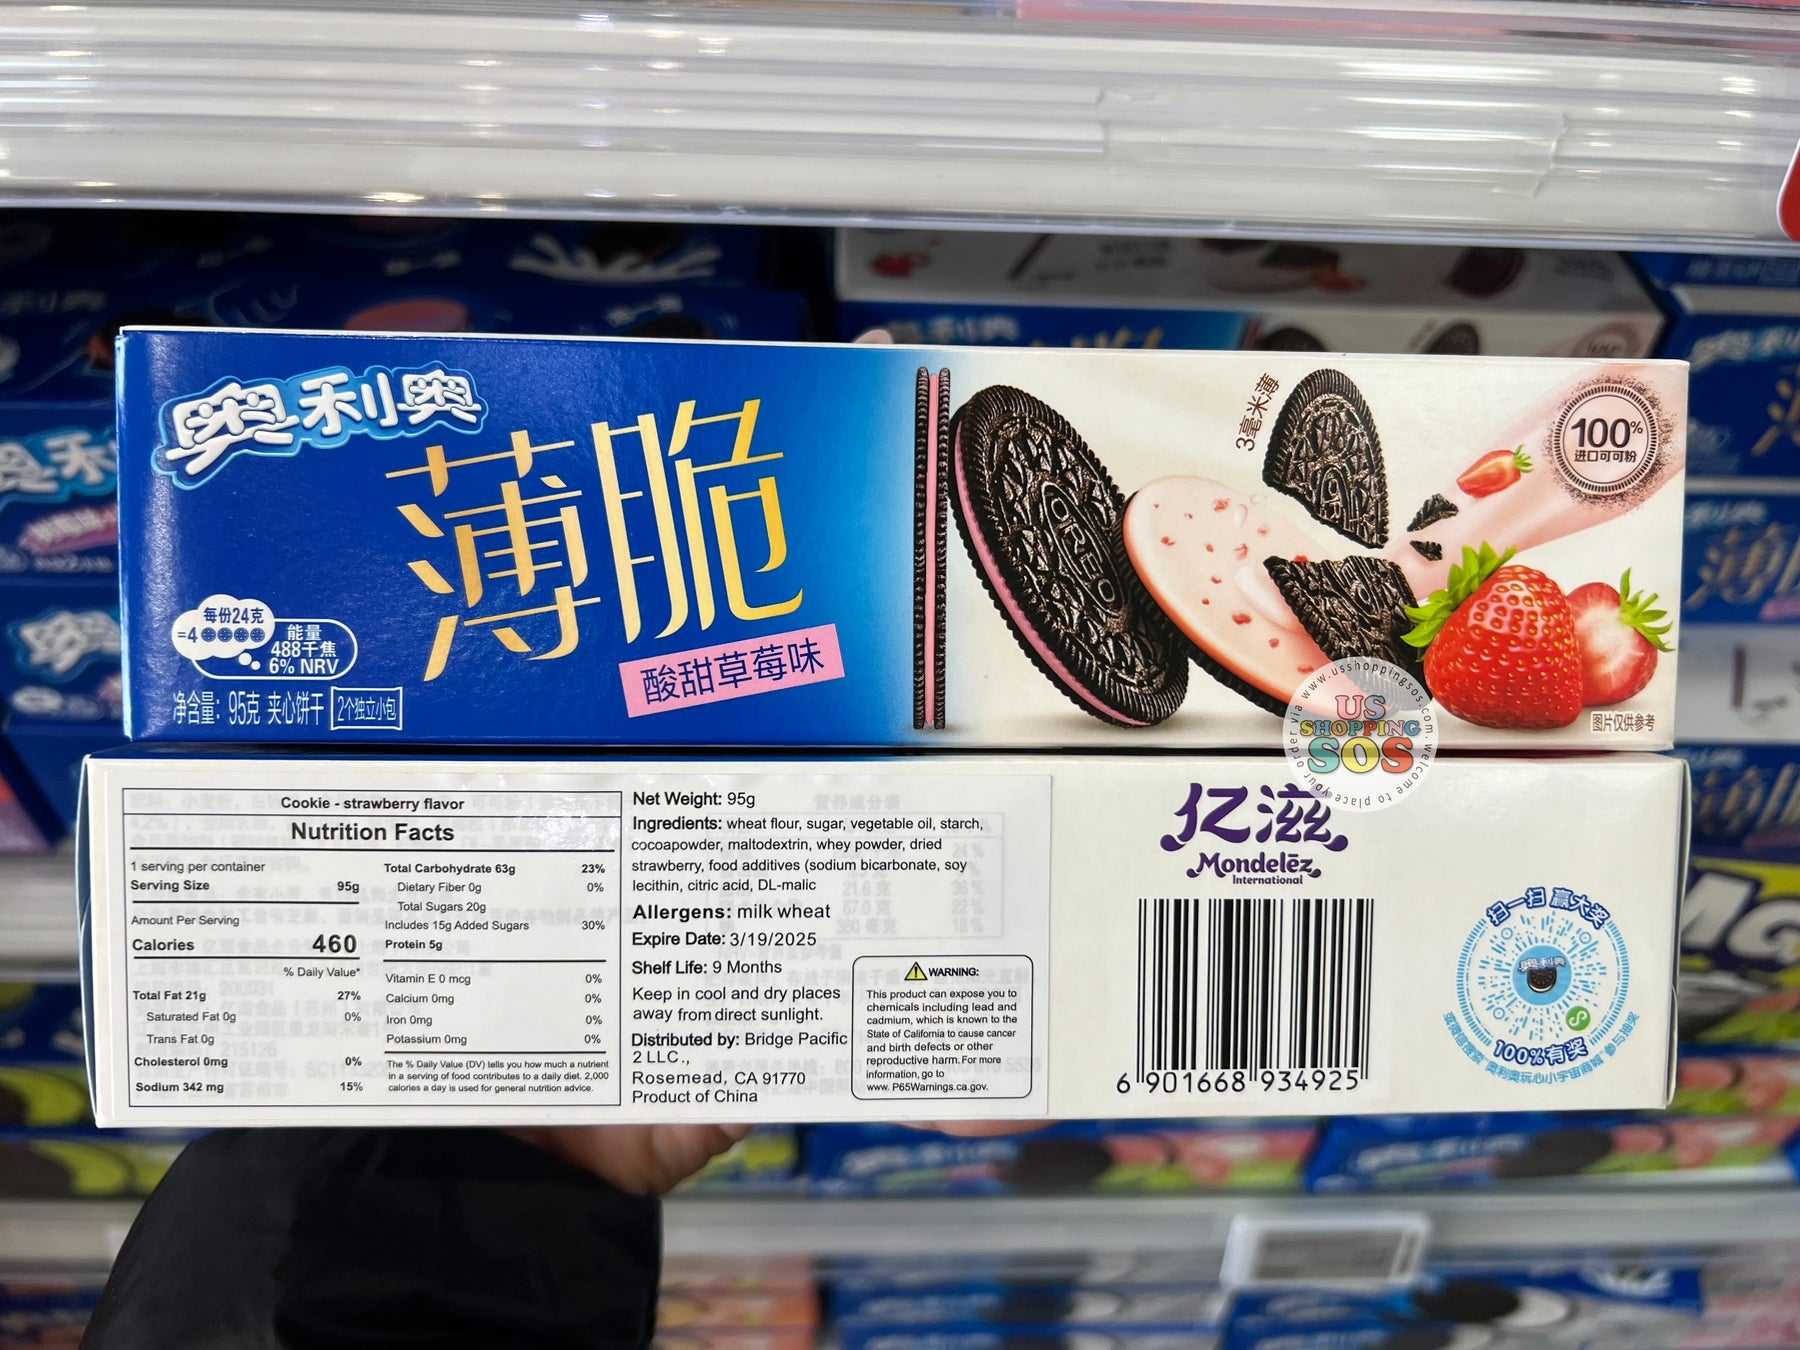 奥利奥
薄脆
酸甜草莓味
每份24克
=4
能量
488千焦
6% NRV
净含量：95克 夹心饼干 2个独立小包
3毫米薄
OREO
100%
进口可可粉
图片仅供参考
www.usshoppingsos.com.welcome to place your order via
US
SHOPPING
SOS
Cookie - strawberry flavor
Nutrition Facts
1 serving per container
Serving Size 95g
Amount Per Serving
Calories 460
% Daily Value*
Total Fat 21g 27%
Saturated Fat 0g 0%
Trans Fat 0g
Cholesterol 0mg 0%
Sodium 342 mg 15%
Total Carbohydrate 63g 23%
Dietary Fiber 0g 0%
Total Sugars 20g
Includes 15g Added Sugars 30%
Protein 5g
Vitamin E 0 mcg 0%
Calcium 0mg 0%
Iron 0mg 0%
Potassium 0mg 0%
The % Daily Value (DV) tells you how much a nutrient
in a serving of food contributes to a daily diet. 2,000
calories a day is used for general nutrition advice.
Net Weight: 95g
Ingredients: wheat flour, sugar, vegetable oil, starch,
cocoapowder, maltodextrin, whey powder, dried
strawberry, food additives (sodium bicarbonate, soy
lecithin, citric acid, DL-malic
Allergens: milk wheat
Expire Date: 3/19/2025
Shelf Life: 9 Months
Keep in cool and dry places
away from direct sunlight.
Distributed by: Bridge Pacific
2 LLC.,
Rosemead, CA 91770
Product of China
WARNING:
This product can expose you to
chemicals including lead and
cadmium, which is known to the
State of California to cause cancer
and birth defects or other
reproductive harm.For more
information, go to
www. P65Warnings.ca.gov.
亿滋
Mondelēz
International
6 901668 934925
扫一扫 赢大奖
奥利奥
100%有奖